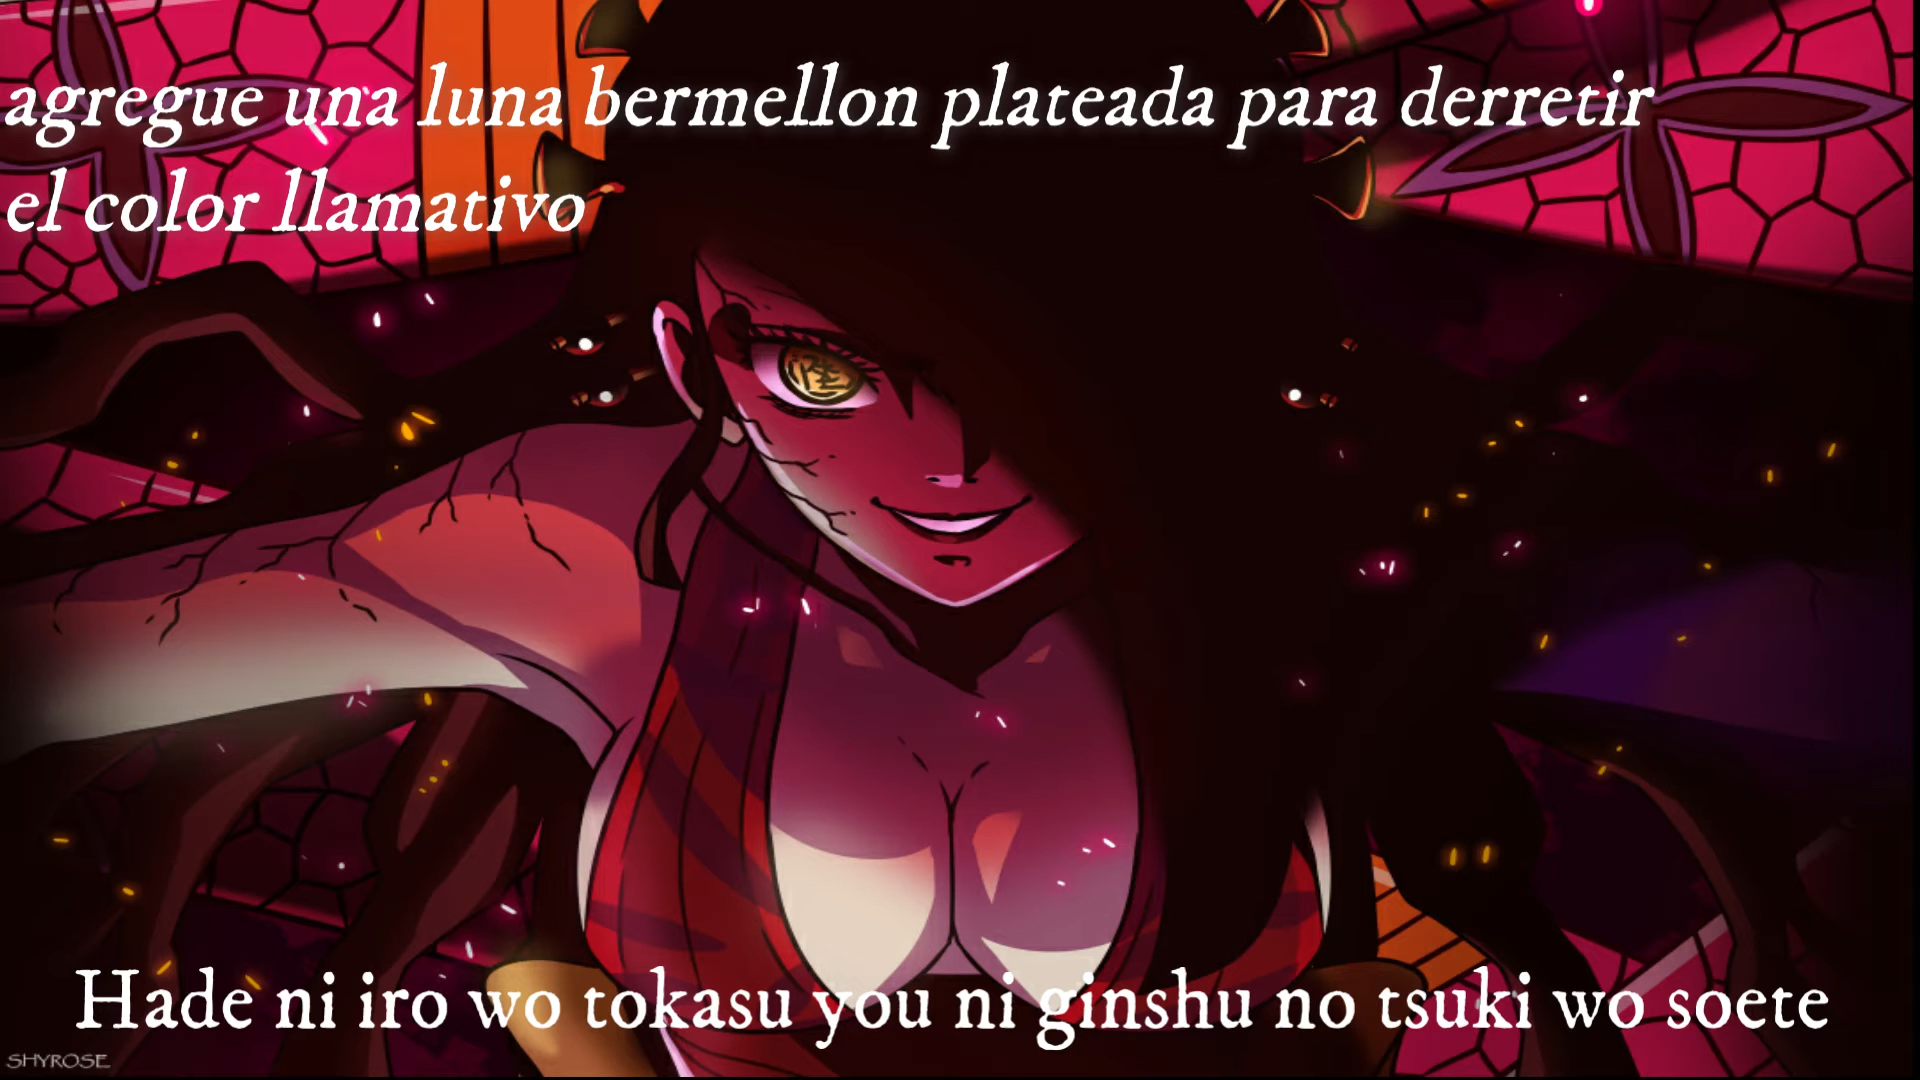 agregue una luna bermellon plateada para derretir
el color llamativo
Hade ni iro wo tokasu you ni ginshu no tsuki wo soete
SHYROSE